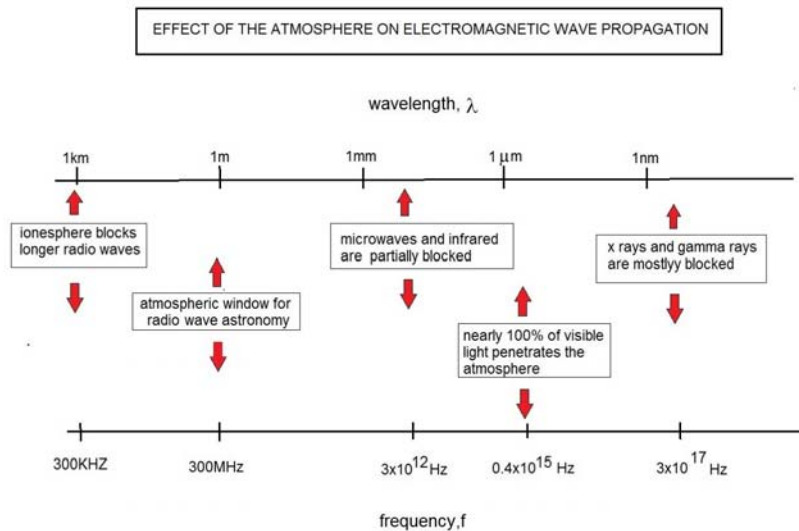 EFFECT OF THE ATMOSPHERE ON ELECTROMAGNETIC WAVE PROPAGATION
wavelength, λ
1km 1m 1mm 1 μm 1nm
ionesphere blocks
longer radio waves
microwaves and infrared
are partially blocked
x rays and gamma rays
are mostlyy blocked
atmospheric window for
radio wave astronomy
nearly 100% of visible
light penetrates the
atmosphere
300KHZ 300MHz 3x10¹² Hz 0.4x10¹⁵ Hz 3x10¹⁷ Hz
frequency,f